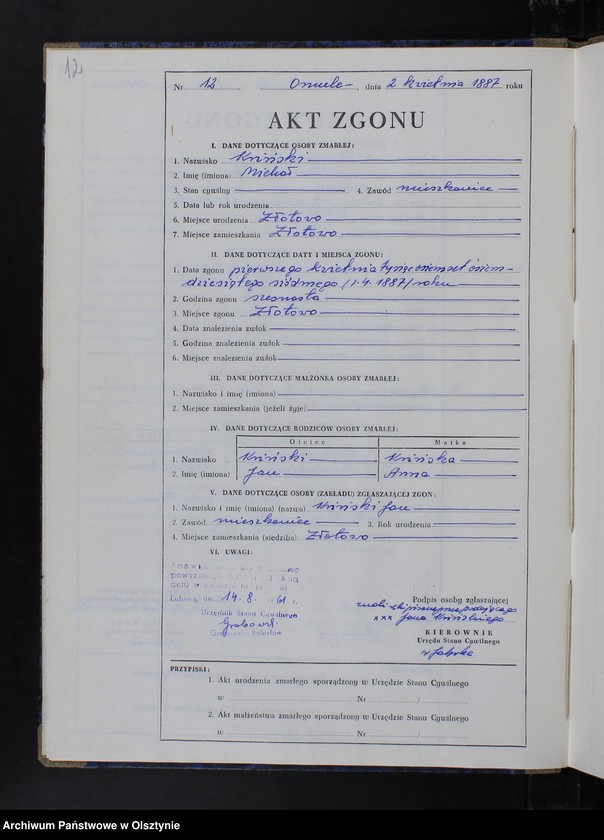 12
Nr 12 Omule, dnia 2 kwietnia 1887 roku
AKT ZGONU
I. DANE DOTYCZĄCE OSOBY ZMARŁEJ:
1. Nazwisko Kriński
2. Imię (imiona) Michał
3. Stan cywilny
4. Zawód mieszkaniec
5. Data lub rok urodzenia
6. Miejsce urodzenia Złotowo
7. Miejsce zamieszkania Złotowo
II. DANE DOTYCZĄCE DATY I MIEJSCA ZGONU:
1. Data zgonu pierwszego kwietnia tysiąc osiemset osiem-
dziesiątego siódmego /1.4.1887/ roku
2. Godzina zgonu szesnasta
3. Miejsce zgonu Złotowo
4. Data znalezienia zwłok
5. Godzina znalezienia zwłok
6. Miejsce znalezienia zwłok
III. DANE DOTYCZĄCE MAŁŻONKA OSOBY ZMARŁEJ:
1. Nazwisko i imię (imiona)
2. Miejsce zamieszkania (jeżeli żyje)
IV. DANE DOTYCZĄCE RODZICÓW OSOBY ZMARŁEJ:
Ojciec Matka
1. Nazwisko Kriński Krińska
2. Imię (imiona) Jan Anna
V. DANE DOTYCZĄCE OSOBY (ZAKŁADU) ZGŁASZAJĄCEJ ZGON:
1. Nazwisko i imię (imiona) (nazwa) Kriński Jan
2. Zawód mieszkaniec 3. Rok urodzenia
4. Miejsce zamieszkania (siedziba) Złotowo
VI. UWAGI:
14. 8. 61 r.
Urzędnik Stanu Cywilnego
Podpis osoby zgłaszającej
xxx Jana Krińskiego
KIEROWNIK
Urzędu Stanu Cywilnego
PRZYPISKI:
1. Akt urodzenia zmarłego sporządzony w Urzędzie Stanu Cywilnego
w Nr /
2. Akt małżeństwa zmarłego sporządzony w Urzędzie Stanu Cywilnego
w Nr /
Archiwum Państwowe w Olsztynie